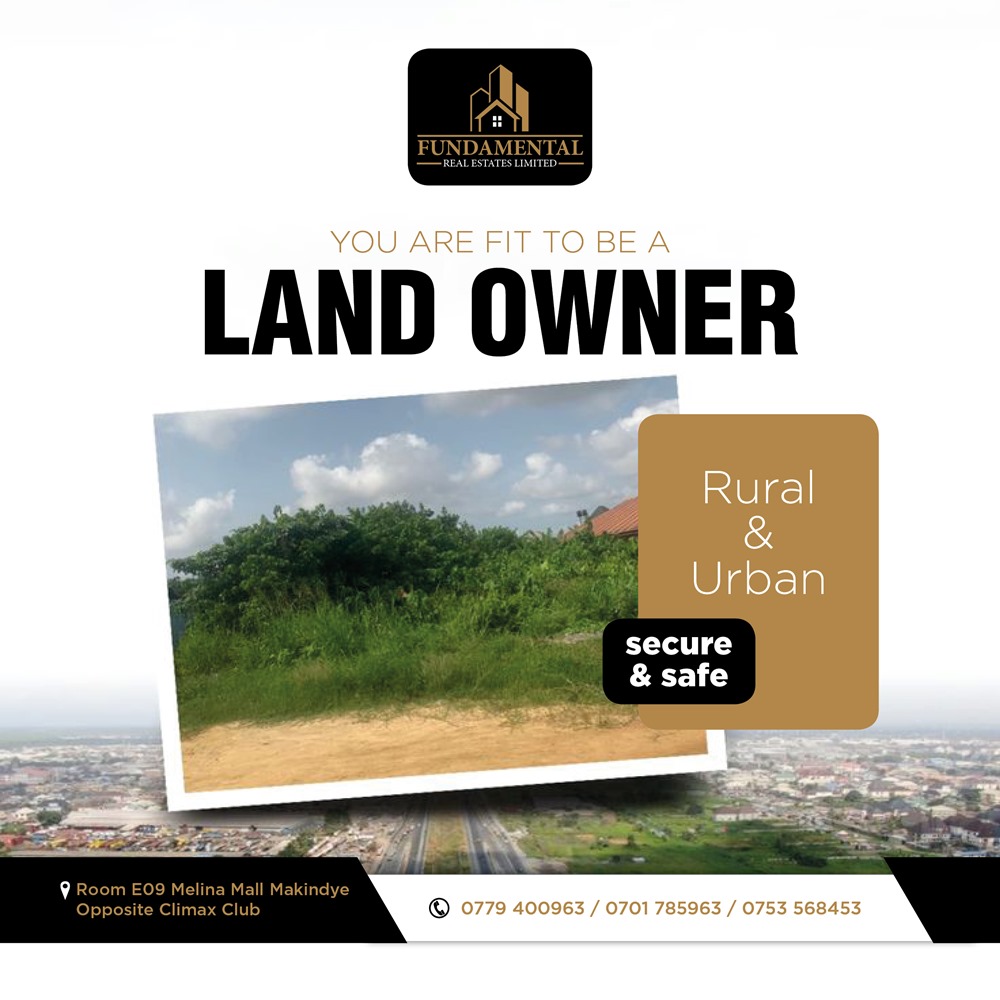 FUNDAMENTAL
REAL ESTATES LIMITED
YOU ARE FIT TO BE A
LAND OWNER
Rural
&
Urban
secure
& safe
Room E09 Melina Mall Makindye
Opposite Climax Club
0779 400963 / 0701 785963 / 0753 568453